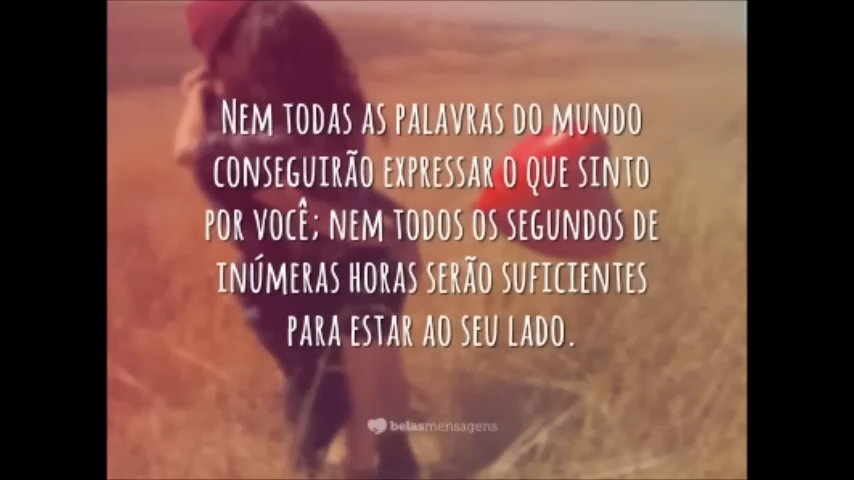 NEM TODAS AS PALAVRAS DO MUNDO
CONSEGUIRÃO EXPRESSAR O QUE SINTO
POR VOCÊ; NEM TODOS OS SEGUNDOS DE
INÚMERAS HORAS SERÃO SUFICIENTES
PARA ESTAR AO SEU LADO.
belasmensagens